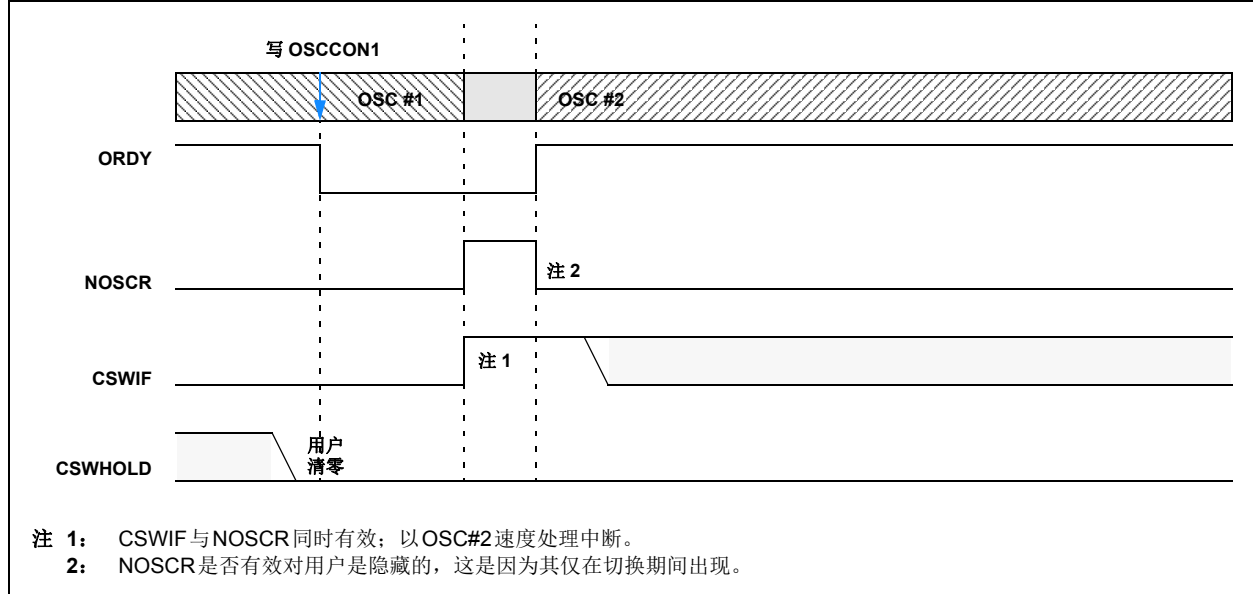 写 OSCCON1
OSC #1
OSC #2
ORDY
NOSCR
注 2
CSWIF
注 1
CSWHOLD
用户
清零
注 1： CSWIF与NOSCR同时有效；以OSC#2速度处理中断。
2： NOSCR是否有效对用户是隐藏的，这是因为其仅在切换期间出现。